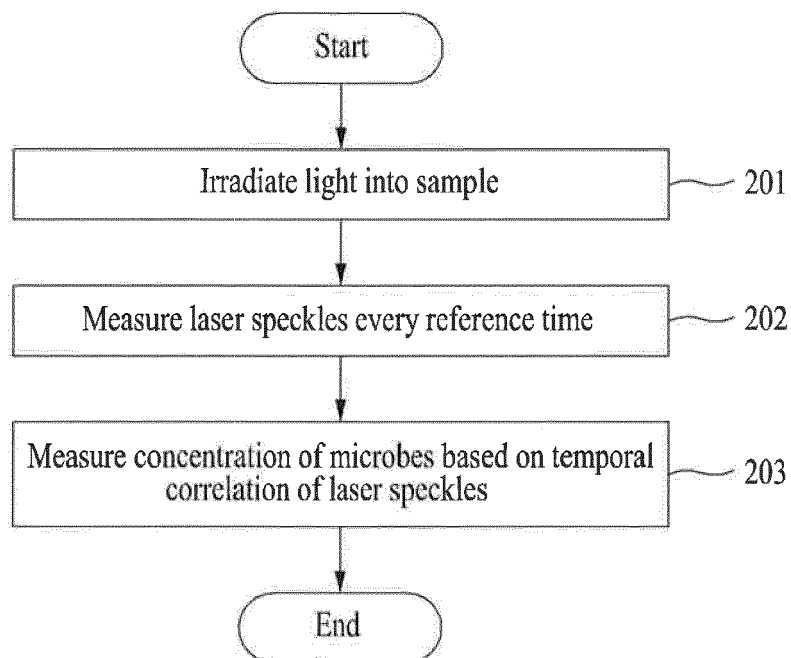 Start
Irradiate light into sample
201
Measure laser speckles every reference time
202
Measure concentration of microbes based on temporal
correlation of laser speckles
203
End